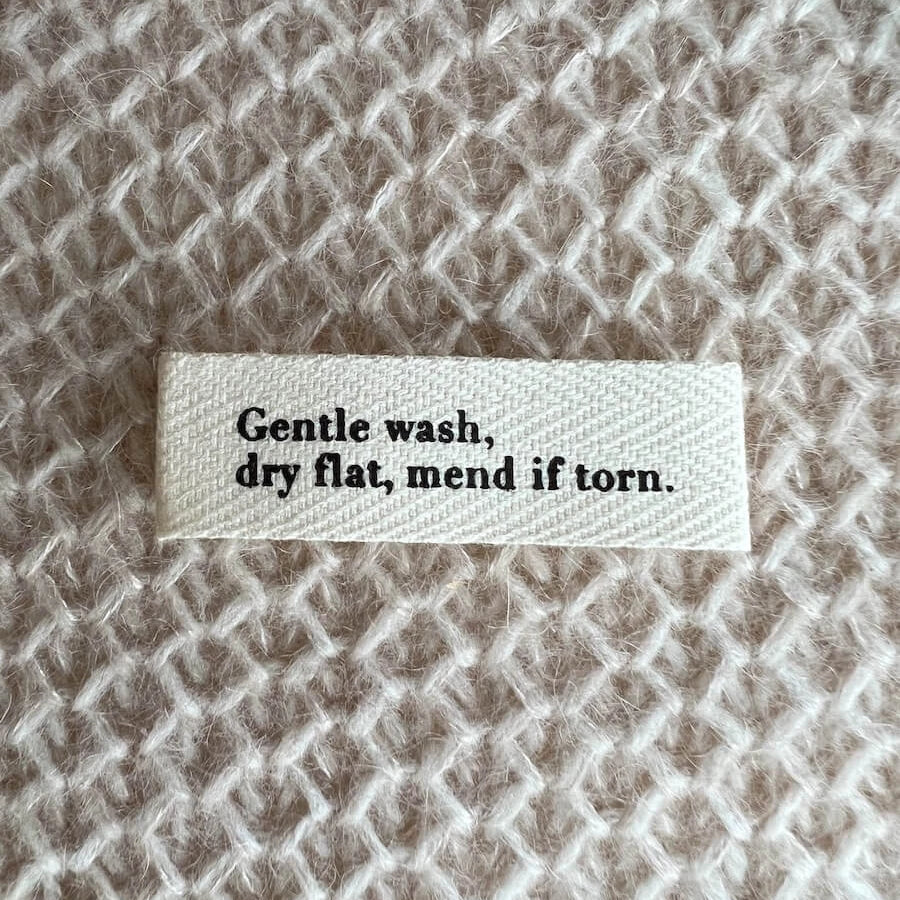 Gentle wash,
dry flat, mend if torn.